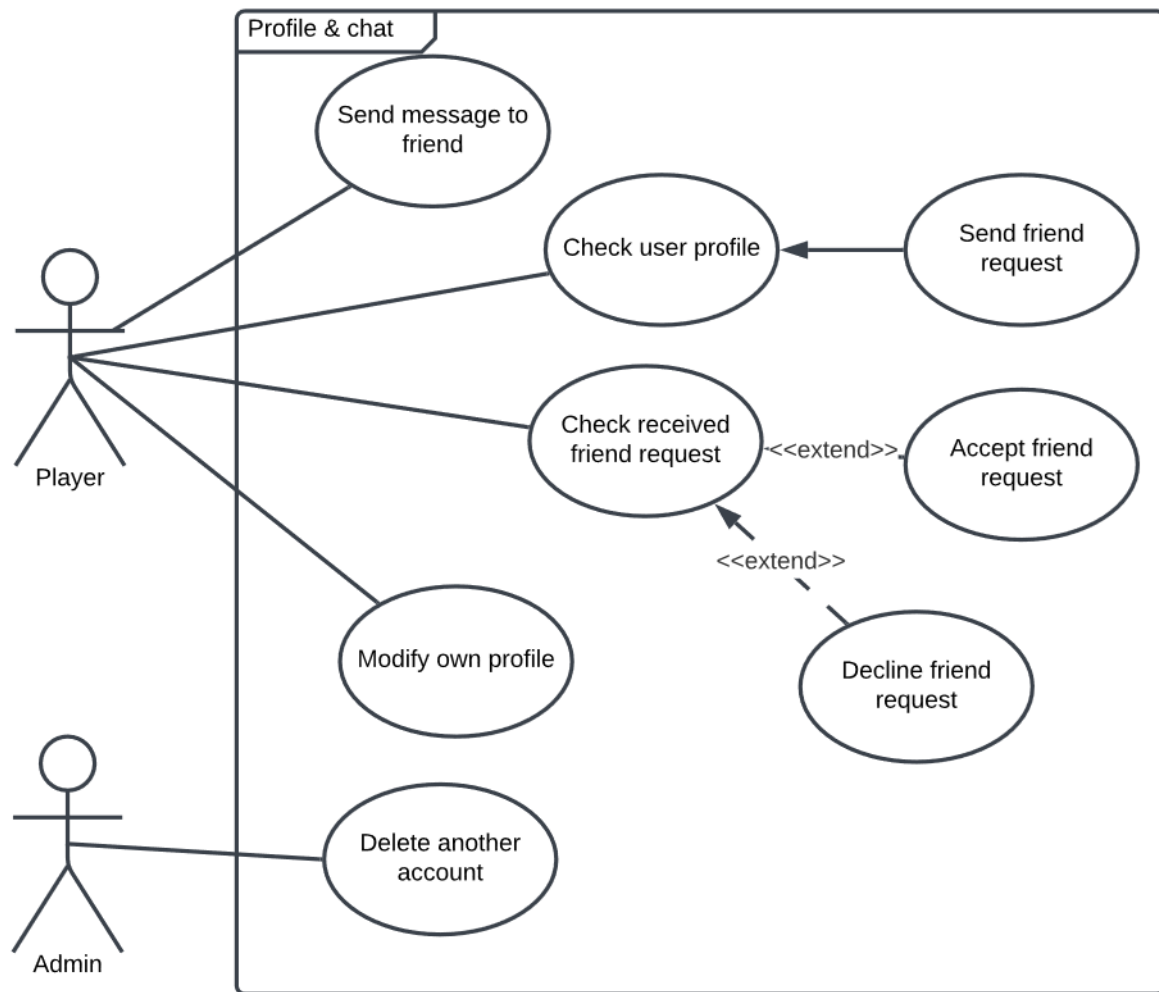 Profile & chat
Send message to
friend
Check user profile
Send friend
request
Check received
friend request
<<extend>>
Accept friend
request
Player
<<extend>>
Modify own profile
Decline friend
request
Delete another
account
Admin